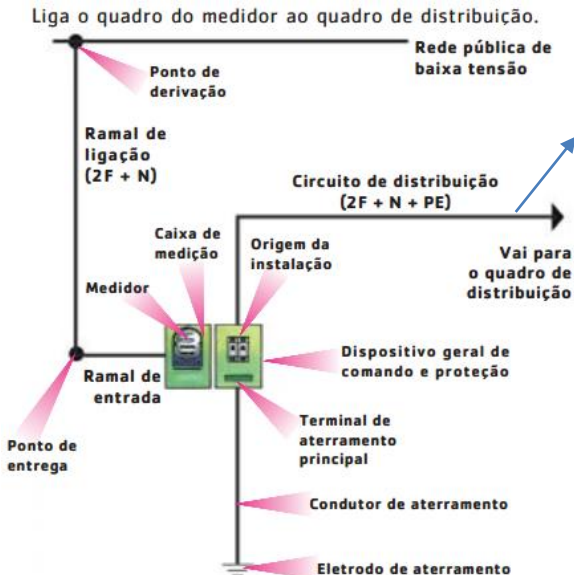 Liga o quadro do medidor ao quadro de distribuição.
Rede pública de
baixa tensão
Ponto de
derivação
Ramal de
ligação
(2F + N)
Circuito de distribuição
(2F + N + PE)
Caixa de
medição
Origem da
instalação
Vai para
o quadro de
distribuição
Medidor
Dispositivo geral de
comando e proteção
Ramal de
entrada
Terminal de
aterramento
principal
Ponto de
entrega
Condutor de aterramento
Eletrodo de aterramento